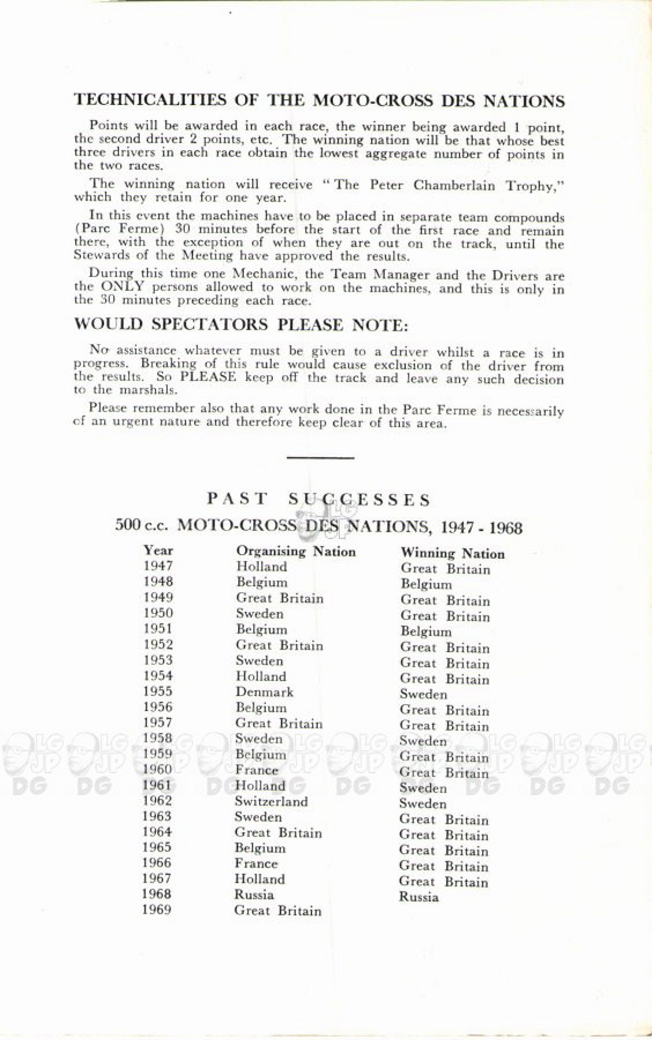 TECHNICALITIES OF THE MOTO-CROSS DES NATIONS
Points will be awarded in each race, the winner being awarded 1 point,
the second driver 2 points, etc. The winning nation will be that whose best
three drivers in each race obtain the lowest aggregate number of points in
the two races.
The winning nation will receive "The Peter Chamberlain Trophy,"
which they retain for one year.
In this event the machines have to be placed in separate team compounds
(Parc Ferme) 30 minutes before the start of the first race and remain
there, with the exception of when they are out on the track, until the
Stewards of the Meeting have approved the results.
During this time one Mechanic, the Team Manager and the Drivers are
the ONLY persons allowed to work on the machines, and this is only in
the 30 minutes preceding each race.
WOULD SPECTATORS PLEASE NOTE:
No assistance whatever must be given to a driver whilst a race is in
progress. Breaking of this rule would cause exclusion of the driver from
the results. So PLEASE keep off the track and leave any such decision
to the marshals.
Please remember also that any work done in the Parc Ferme is necessarily
of an urgent nature and therefore keep clear of this area.
PAST SUCCESSES
500 c.c. MOTO-CROSS DES NATIONS, 1947 - 1968
Year Organising Nation Winning Nation
1947 Holland Great Britain
1948 Belgium Belgium
1949 Great Britain Great Britain
1950 Sweden Great Britain
1951 Belgium Belgium
1952 Great Britain Great Britain
1953 Sweden Great Britain
1954 Holland Great Britain
1955 Denmark Sweden
1956 Belgium Great Britain
1957 Great Britain Great Britain
1958 Sweden Sweden
1959 Belgium Great Britain
1960 France Great Britain
1961 Holland Sweden
1962 Switzerland Sweden
1963 Sweden Great Britain
1964 Great Britain Great Britain
1965 Belgium Great Britain
1966 France Great Britain
1967 Holland Great Britain
1968 Russia Russia
1969 Great Britain